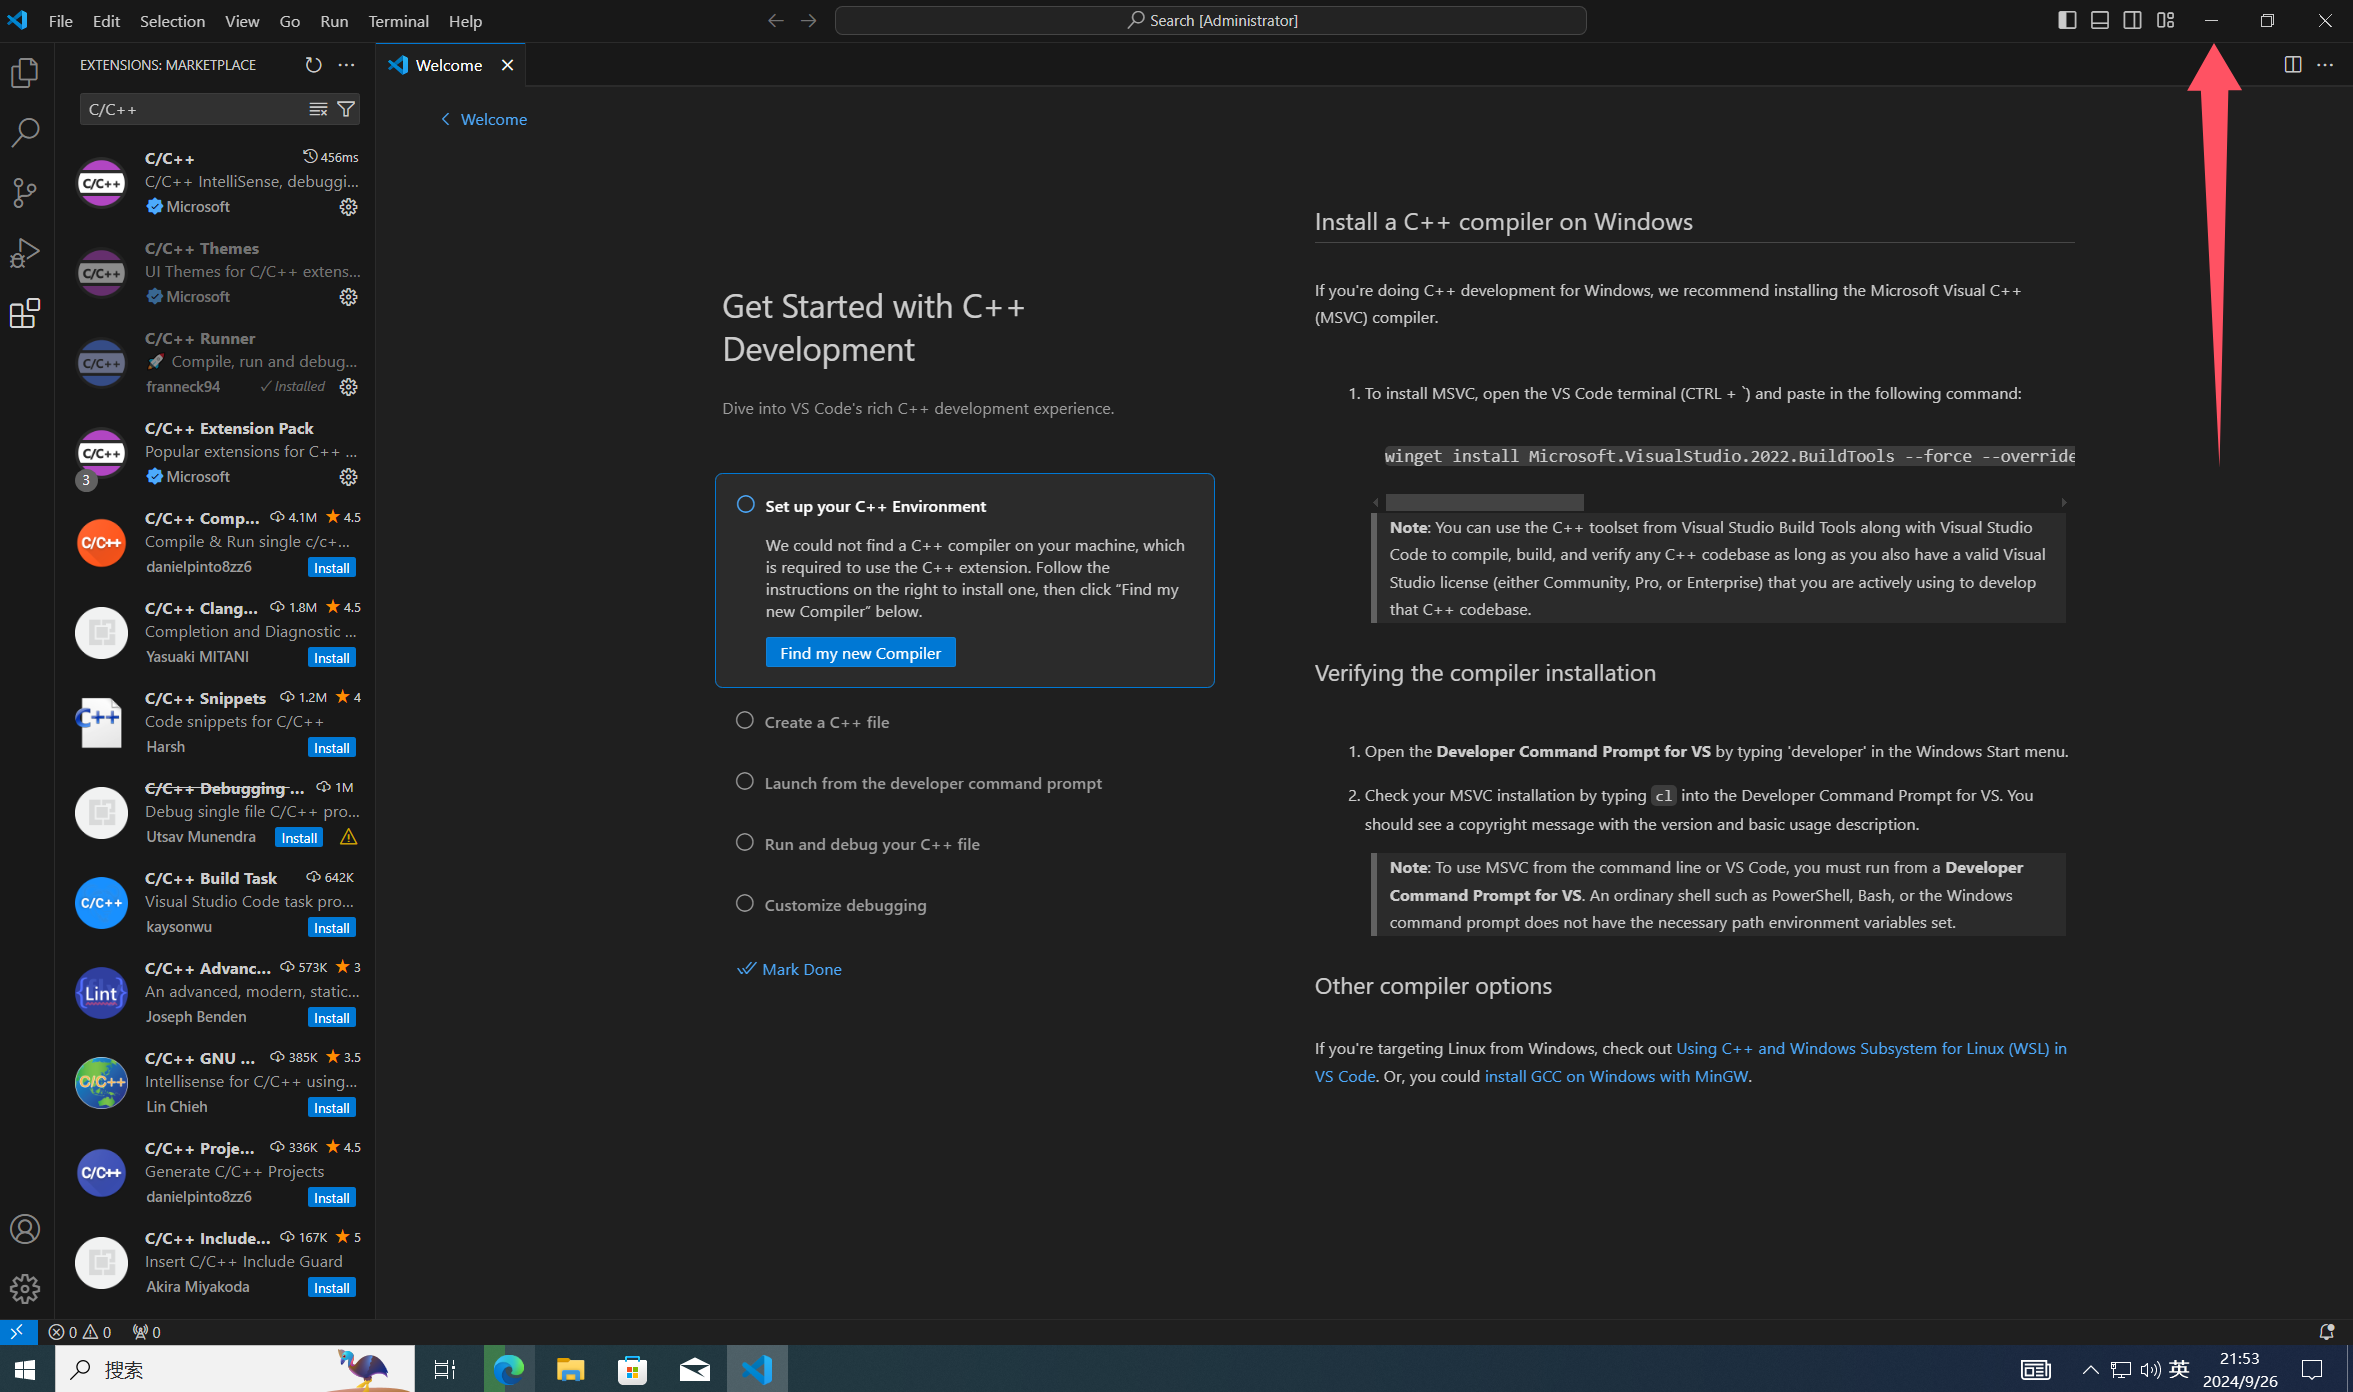 File Edit Selection View Go Run Terminal Help
Search [Administrator]
EXTENSIONS: MARKETPLACE
C/C++
C/C++ 456ms
C/C++ IntelliSense, debuggi...
Microsoft
C/C++ Themes
UI Themes for C/C++ extens...
Microsoft
C/C++ Runner
🚀 Compile, run and debug...
franneck94 ✓ Installed
C/C++ Extension Pack
Popular extensions for C++ ...
Microsoft
3
C/C++ Comp... 4.1M ★ 4.5
Compile & Run single c/c+...
danielpinto8zz6 Install
C/C++ Clang... 1.8M ★ 4.5
Completion and Diagnostic ...
Yasuaki MITANI Install
C/C++ Snippets 1.2M ★ 4
Code snippets for C/C++
Harsh Install
C/C++ Debugging ... 1M
Debug single file C/C++ pro...
Utsav Munendra Install
C/C++ Build Task 642K
Visual Studio Code task pro...
kaysonwu Install
C/C++ Advanc... 573K ★ 3
An advanced, modern, static...
Joseph Benden Install
C/C++ GNU ... 385K ★ 3.5
Intellisense for C/C++ using...
Lin Chieh Install
C/C++ Proje... 336K ★ 4.5
Generate C/C++ Projects
danielpinto8zz6 Install
C/C++ Include... 167K ★ 5
Insert C/C++ Include Guard
Akira Miyakoda Install
C/C++
C/C++
C/C++
C/C++
C/C++
C++
C/C++
Lint
C/C++
C/C++
Welcome
Welcome
Get Started with C++
Development
Dive into VS Code's rich C++ development experience.
Set up your C++ Environment
We could not find a C++ compiler on your machine, which
is required to use the C++ extension. Follow the
instructions on the right to install one, then click “Find my
new Compiler” below.
Find my new Compiler
Create a C++ file
Launch from the developer command prompt
Run and debug your C++ file
Customize debugging
Mark Done
Install a C++ compiler on Windows
If you're doing C++ development for Windows, we recommend installing the Microsoft Visual C++
(MSVC) compiler.
1. To install MSVC, open the VS Code terminal (CTRL + `) and paste in the following command:
winget install Microsoft.VisualStudio.2022.BuildTools --force --override
Note: You can use the C++ toolset from Visual Studio Build Tools along with Visual Studio
Code to compile, build, and verify any C++ codebase as long as you also have a valid Visual
Studio license (either Community, Pro, or Enterprise) that you are actively using to develop
that C++ codebase.
Verifying the compiler installation
1. Open the Developer Command Prompt for VS by typing 'developer' in the Windows Start menu.
2. Check your MSVC installation by typing cl into the Developer Command Prompt for VS. You
should see a copyright message with the version and basic usage description.
Note: To use MSVC from the command line or VS Code, you must run from a Developer
Command Prompt for VS. An ordinary shell such as PowerShell, Bash, or the Windows
command prompt does not have the necessary path environment variables set.
Other compiler options
If you're targeting Linux from Windows, check out Using C++ and Windows Subsystem for Linux (WSL) in
VS Code. Or, you could install GCC on Windows with MinGW.
0 0 0
搜索
英
21:53
2024/9/26